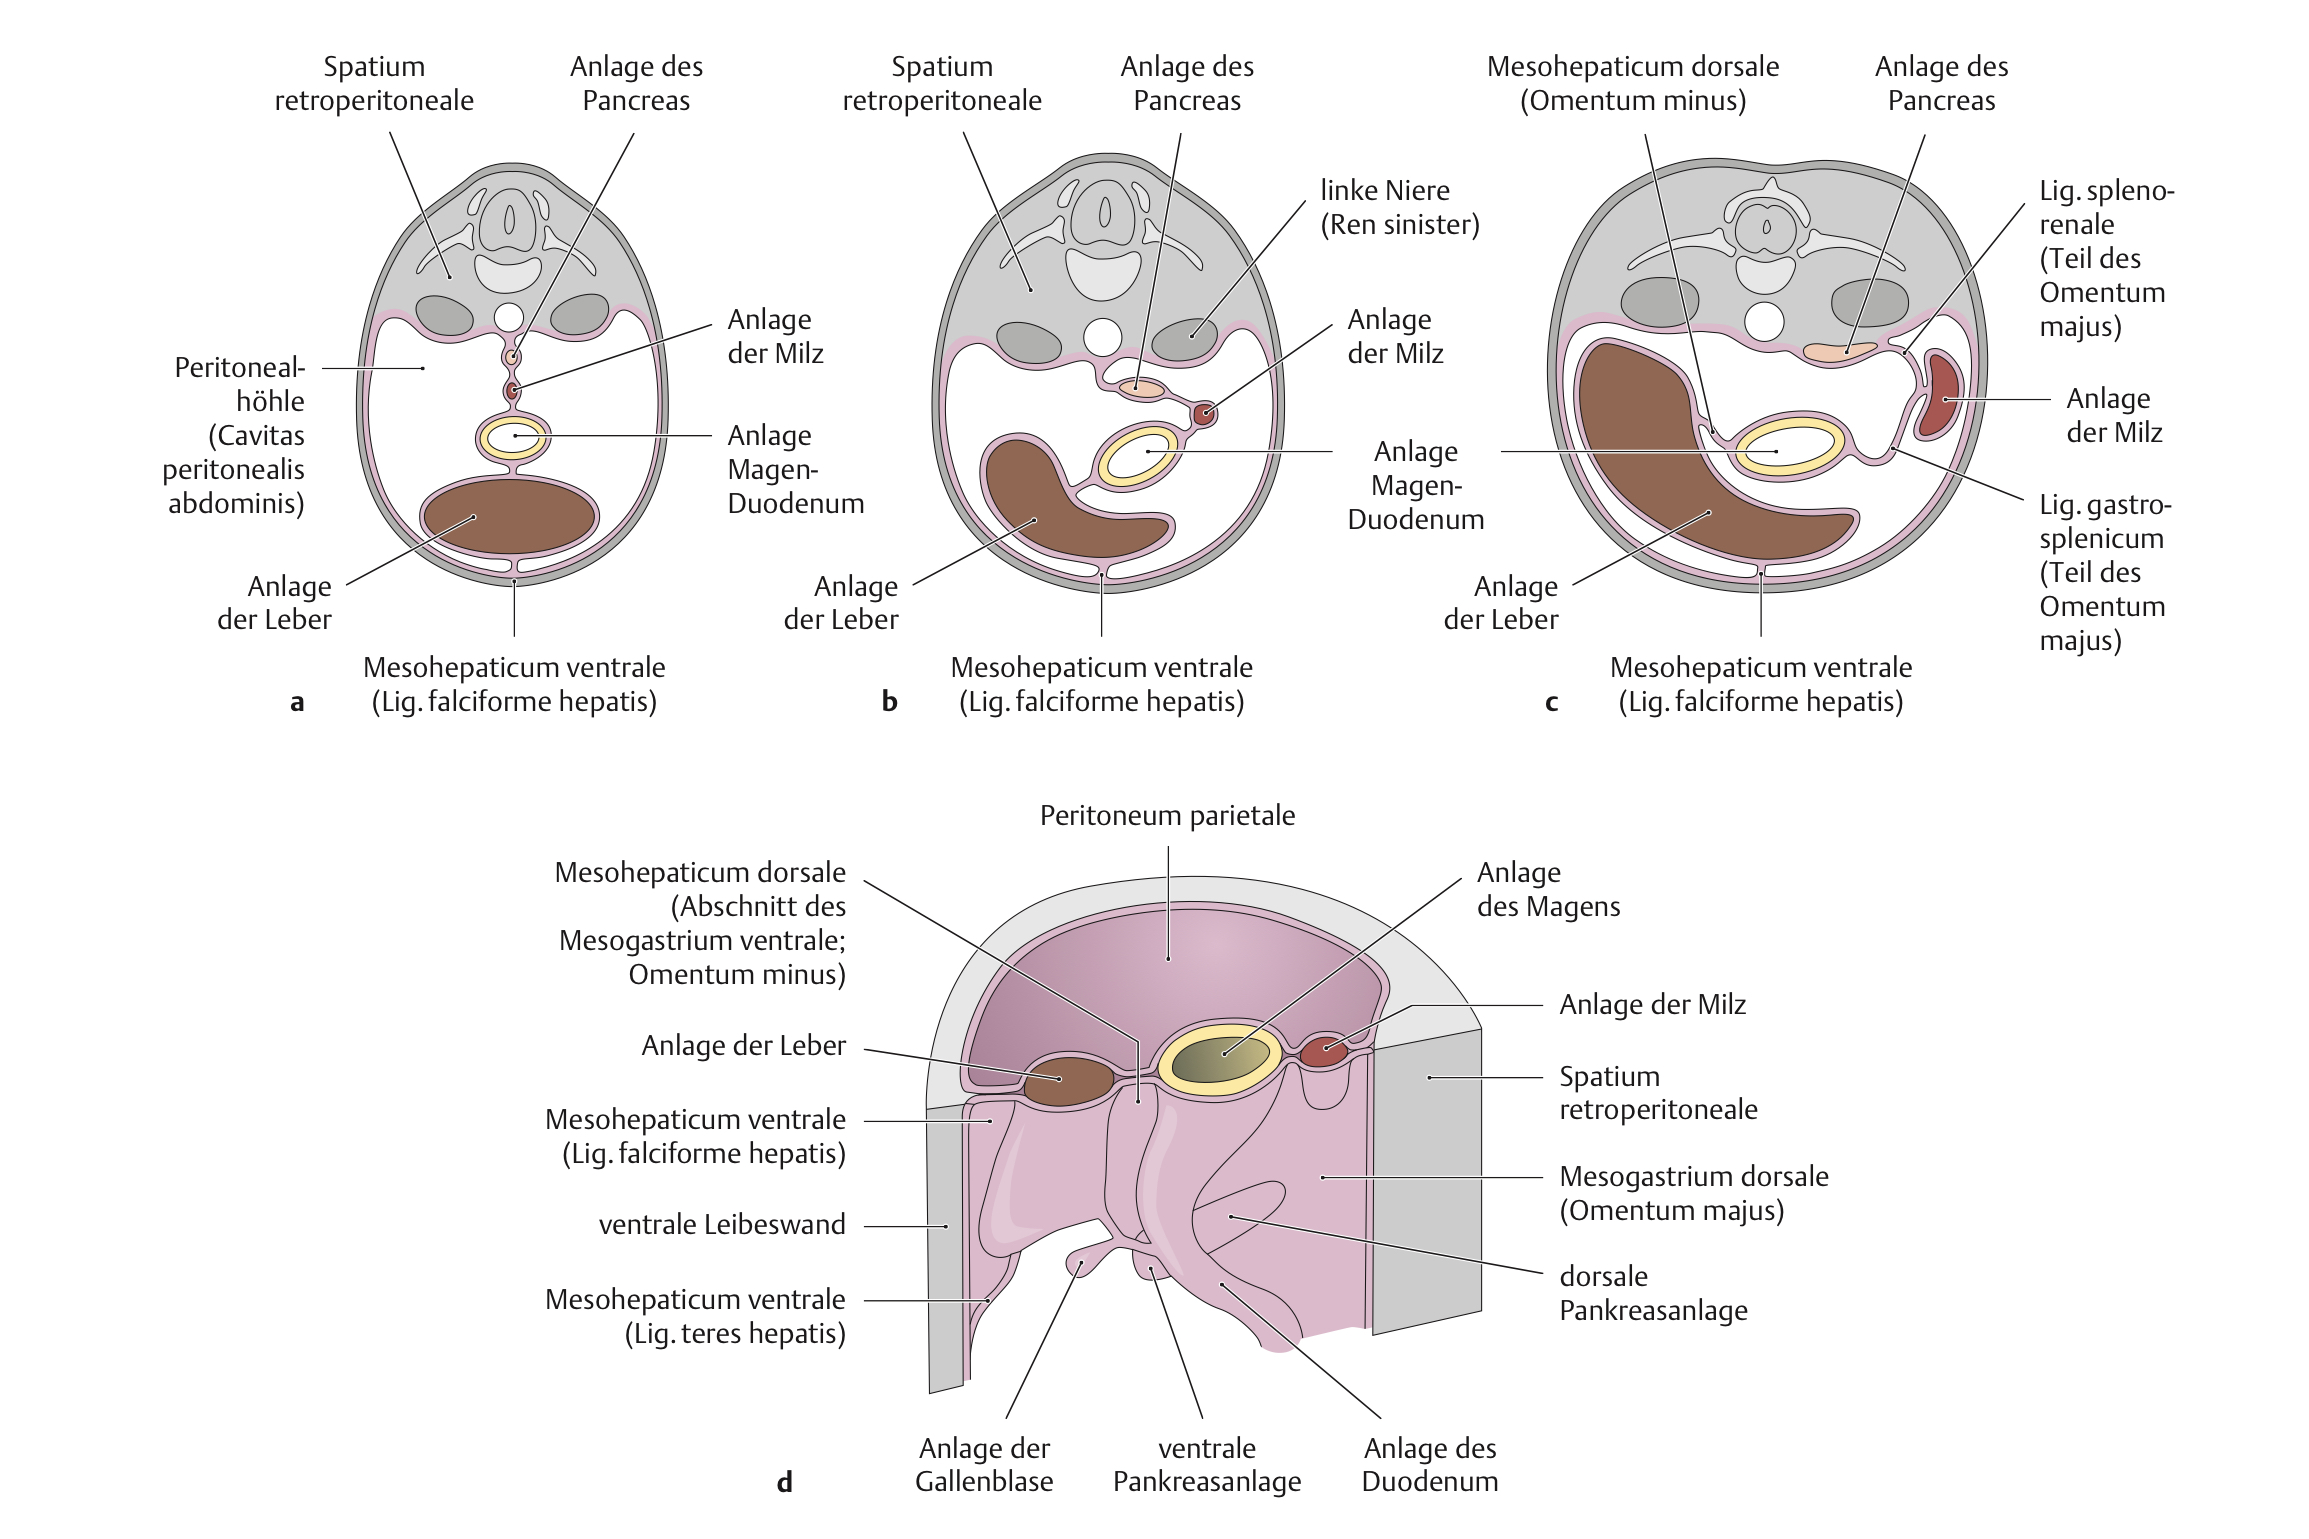 Spatium
retroperitoneale
Anlage des
Pancreas
Peritoneal-
höhle
(Cavitas
peritonealis
abdominis)
Anlage
der Milz
Anlage
Magen-
Duodenum
Anlage
der Leber
Mesohepaticum ventrale
(Lig. falciforme hepatis)
a
Spatium
retroperitoneale
Anlage des
Pancreas
linke Niere
(Ren sinister)
Anlage
der Milz
Anlage
Magen-
Duodenum
Anlage
der Leber
Mesohepaticum ventrale
(Lig. falciforme hepatis)
b
Mesohepaticum dorsale
(Omentum minus)
Anlage des
Pancreas
Lig. spleno-
renale
(Teil des
Omentum
majus)
Anlage
der Milz
Lig. gastro-
splenicum
(Teil des
Omentum
majus)
Anlage
der Leber
Mesohepaticum ventrale
(Lig. falciforme hepatis)
c
Peritoneum parietale
Mesohepaticum dorsale
(Abschnitt des
Mesogastrium ventrale;
Omentum minus)
Anlage der Leber
Mesohepaticum ventrale
(Lig. falciforme hepatis)
ventrale Leibeswand
Mesohepaticum ventrale
(Lig. teres hepatis)
Anlage
des Magens
Anlage der Milz
Spatium
retroperitoneale
Mesogastrium dorsale
(Omentum majus)
dorsale
Pankreasanlage
Anlage der
Gallenblase
ventrale
Pankreasanlage
Anlage des
Duodenum
d